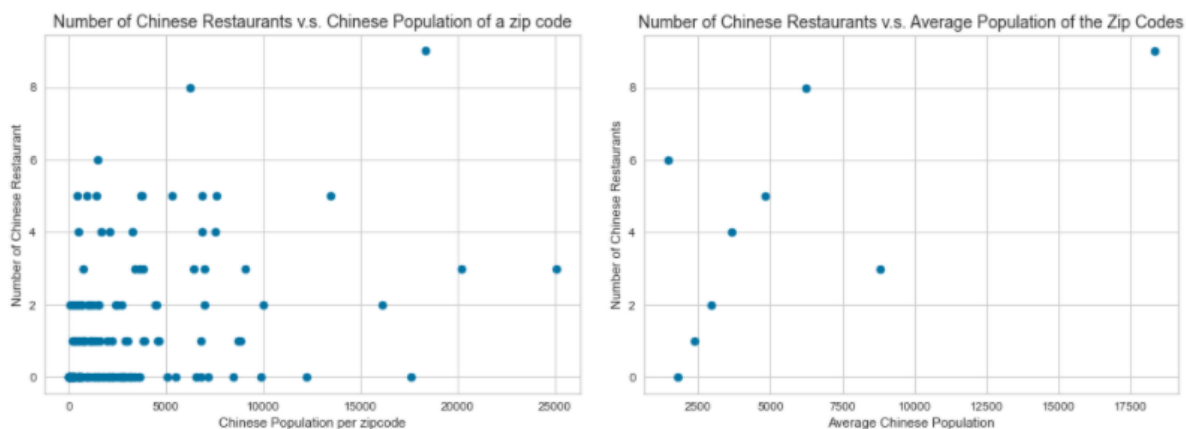 Number of Chinese Restaurants v.s. Chinese Population of a zip code
Number of Chinese Restaurant
8
6
4
2
0
0 5000 10000 15000 20000 25000
Chinese Population per zipcode
Number of Chinese Restaurants v.s. Average Population of the Zip Codes
Number of Chinese Restaurants
8
6
4
2
0
2500 5000 7500 10000 12500 15000 17500
Average Chinese Population